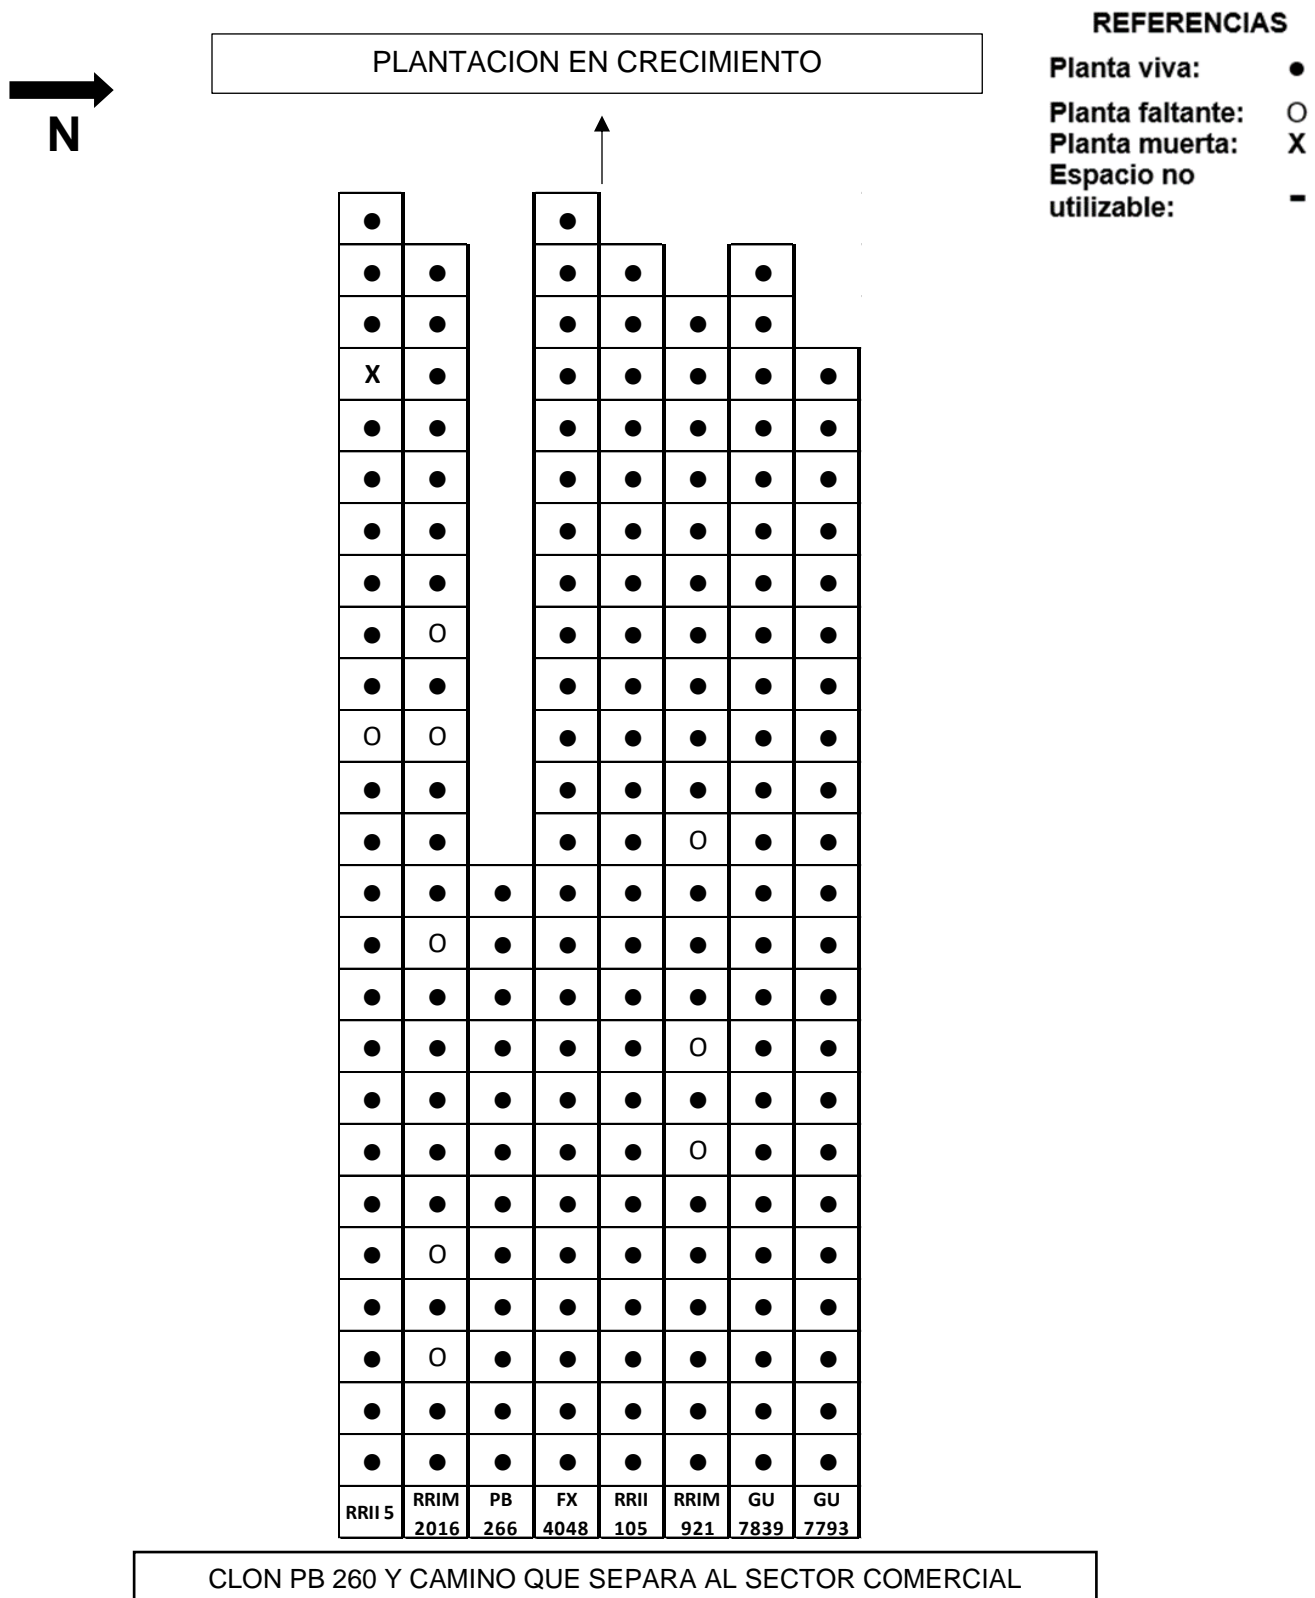 REFERENCIAS
PLANTACION EN CRECIMIENTO
Planta viva: ●
N
Planta faltante: O
Planta muerta: X
Espacio no
utilizable: -
● ●
● ● ● ● ●
● ● ● ● ● ●
X ● ● ● ● ● ●
● ● ● ● ● ● ●
● ● ● ● ● ● ●
● ● ● ● ● ● ●
● ● ● ● ● ● ●
● O ● ● ● ● ●
● ● ● ● ● ● ●
O O ● ● ● ● ●
● ● ● ● ● ● ●
● ● ● ● O ● ●
● ● ● ● ● ● ● ●
● O ● ● ● ● ● ●
● ● ● ● ● ● ● ●
● ● ● ● ● O ● ●
● ● ● ● ● ● ● ●
● ● ● ● ● O ● ●
● ● ● ● ● ● ● ●
● O ● ● ● ● ● ●
● ● ● ● ● ● ● ●
● O ● ● ● ● ● ●
● ● ● ● ● ● ● ●
● ● ● ● ● ● ● ●
RRII 5
RRIM
2016
PB
266
FX
4048
RRII
105
RRIM
921
GU
7839
GU
7793
CLON PB 260 Y CAMINO QUE SEPARA AL SECTOR COMERCIAL